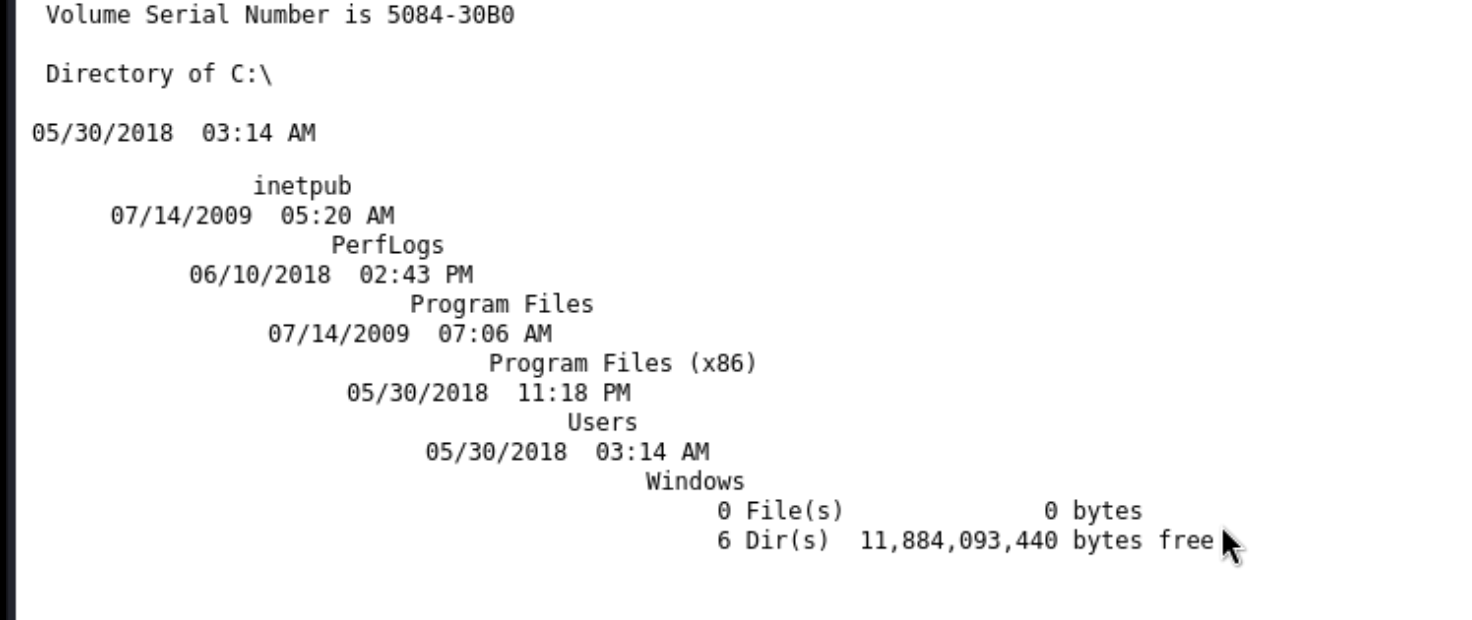 Volume Serial Number is 5084-30B0
Directory of C:\
05/30/2018  03:14 AM
inetpub
07/14/2009  05:20 AM
PerfLogs
06/10/2018  02:43 PM
Program Files
07/14/2009  07:06 AM
Program Files (x86)
05/30/2018  11:18 PM
Users
05/30/2018  03:14 AM
Windows
0 File(s)              0 bytes
6 Dir(s)  11,884,093,440 bytes free